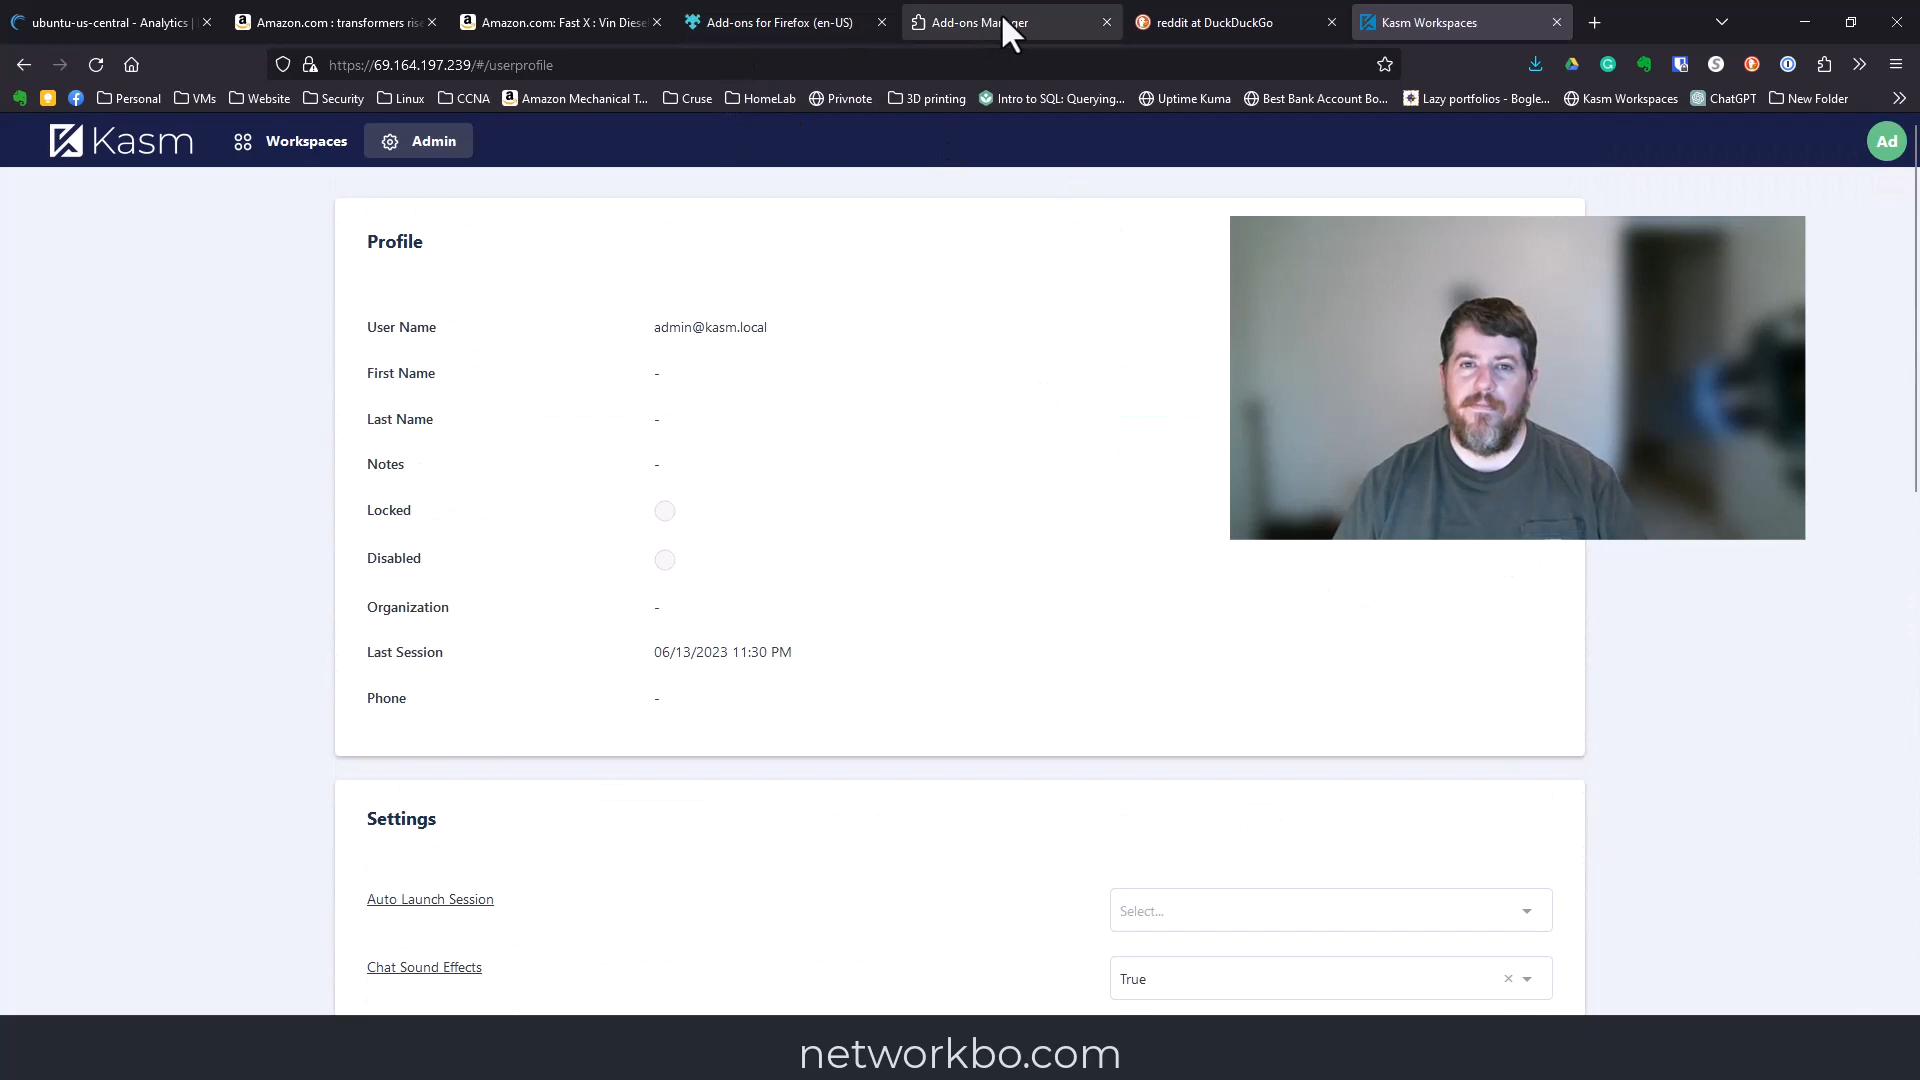 ubuntu-us-central - Analytics |
Amazon.com : transformers rise
Amazon.com: Fast X : Vin Diese
Add-ons for Firefox (en-US)
Add-ons Manager
reddit at DuckDuckGo
Kasm Workspaces
https://69.164.197.239/#/userprofile
Personal
VMs
Website
Security
Linux
CCNA
Amazon Mechanical T...
Cruse
HomeLab
Privnote
3D printing
Intro to SQL: Querying...
Uptime Kuma
Best Bank Account Bo...
Lazy portfolios - Bogle...
Kasm Workspaces
ChatGPT
New Folder
Kasm
Workspaces
Admin
Ad
Profile
User Name
admin@kasm.local
First Name
-
Last Name
-
Notes
-
Locked
Disabled
Organization
-
Last Session
06/13/2023 11:30 PM
Phone
-
Settings
Auto Launch Session
Select...
Chat Sound Effects
True
networkbo.com